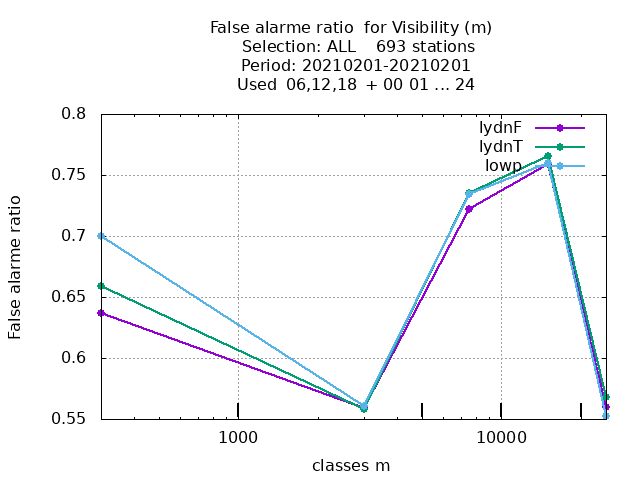 False alarme ratio  for Visibility (m)
Selection: ALL    693 stations
Period: 20210201-20210201
Used  06,12,18  + 00 01 ... 24
lydnF
lydnT
lowp
0.8
0.75
0.7
0.65
0.6
0.55
False alarme ratio
1000
10000
classes m